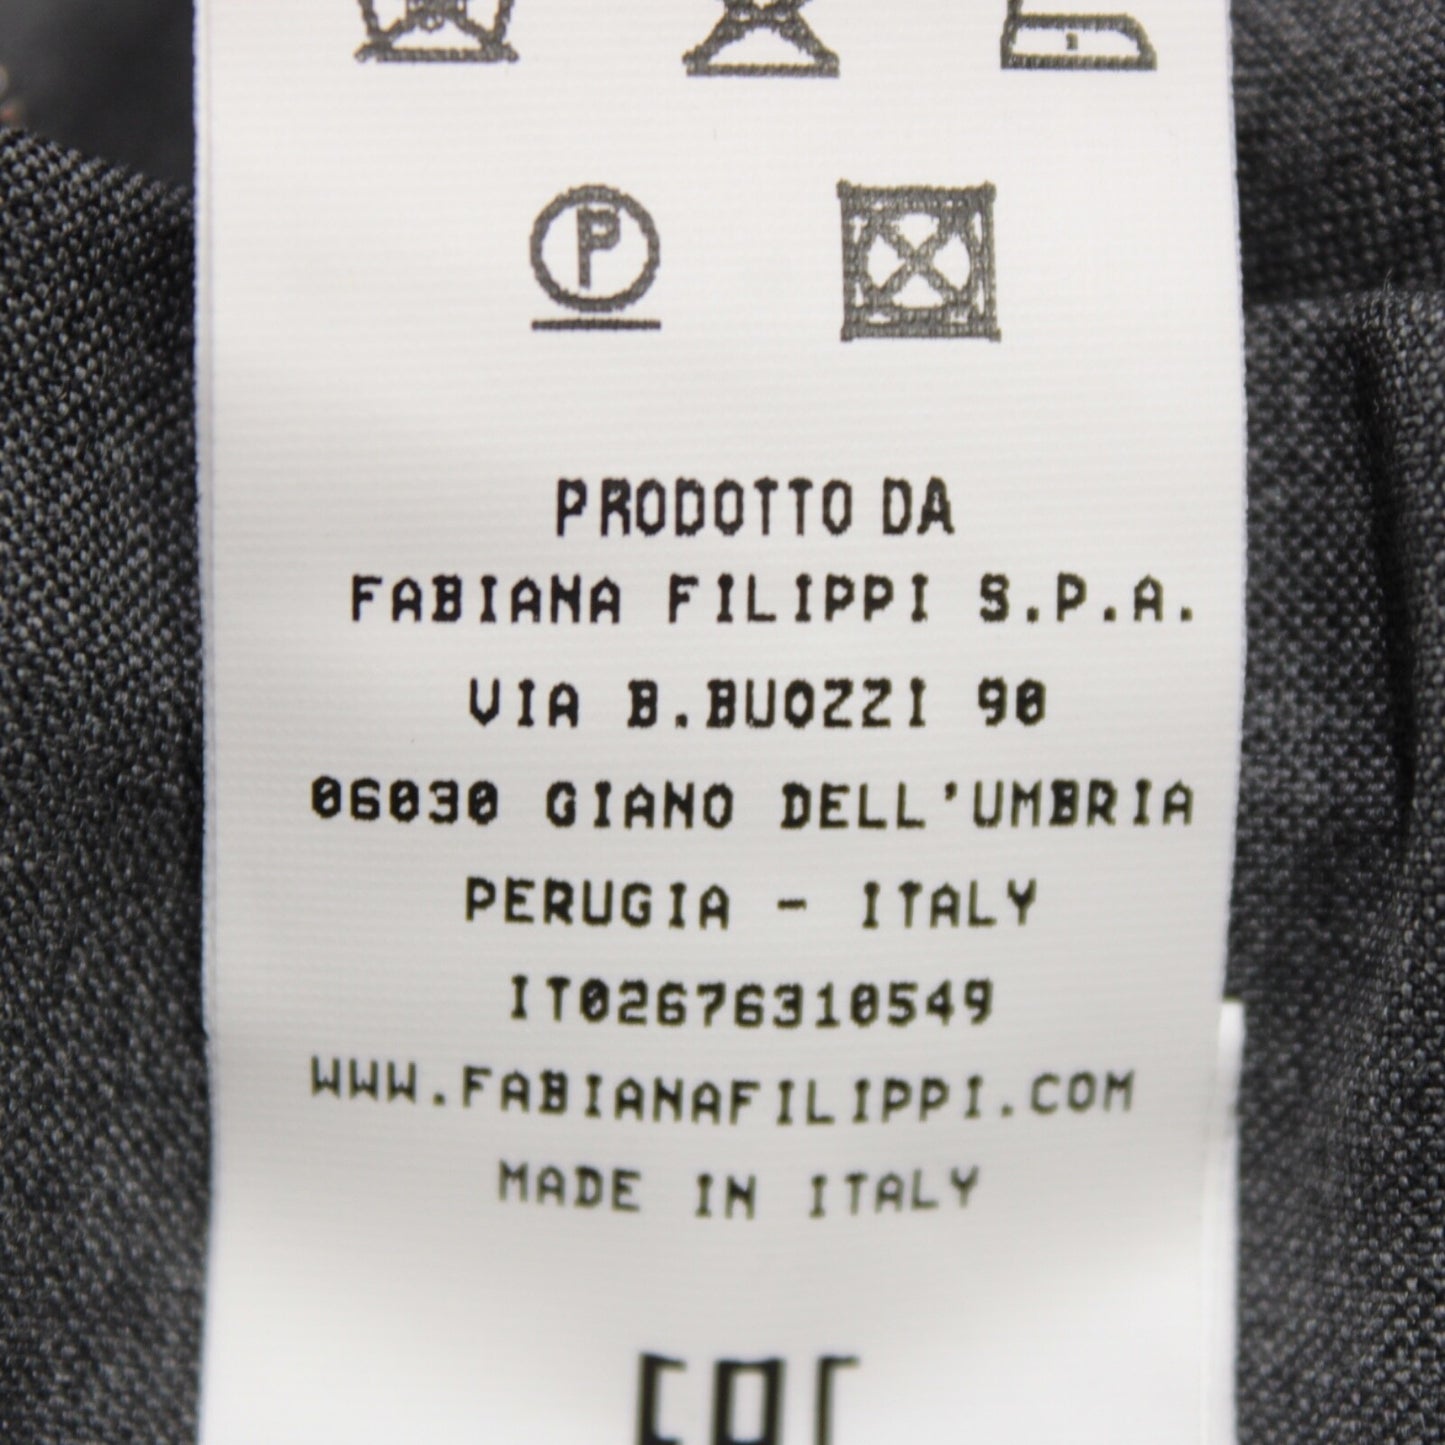 P
PRODOTTO DA
FABIANA FILIPPI S.P.A.
VIA B.BUOZZI 90
06030 GIANO DELL'UMBRIA
PERUGIA - ITALY
IT02676310549
WWW.FABIANAFILIPPI.COM
MADE IN ITALY
EAC